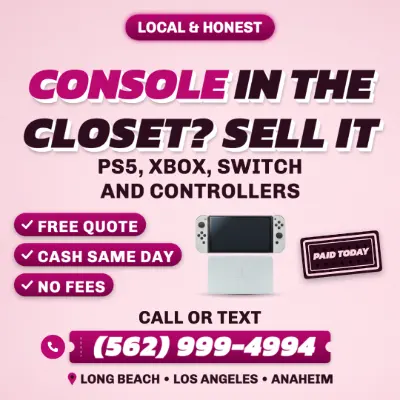 LOCAL & HONEST
CONSOLE IN THE
CLOSET? SELL IT
PS5, XBOX, SWITCH
AND CONTROLLERS
FREE QUOTE
CASH SAME DAY
NO FEES
PAID TODAY
CALL OR TEXT
(562) 999-4994
LONG BEACH • LOS ANGELES • ANAHEIM